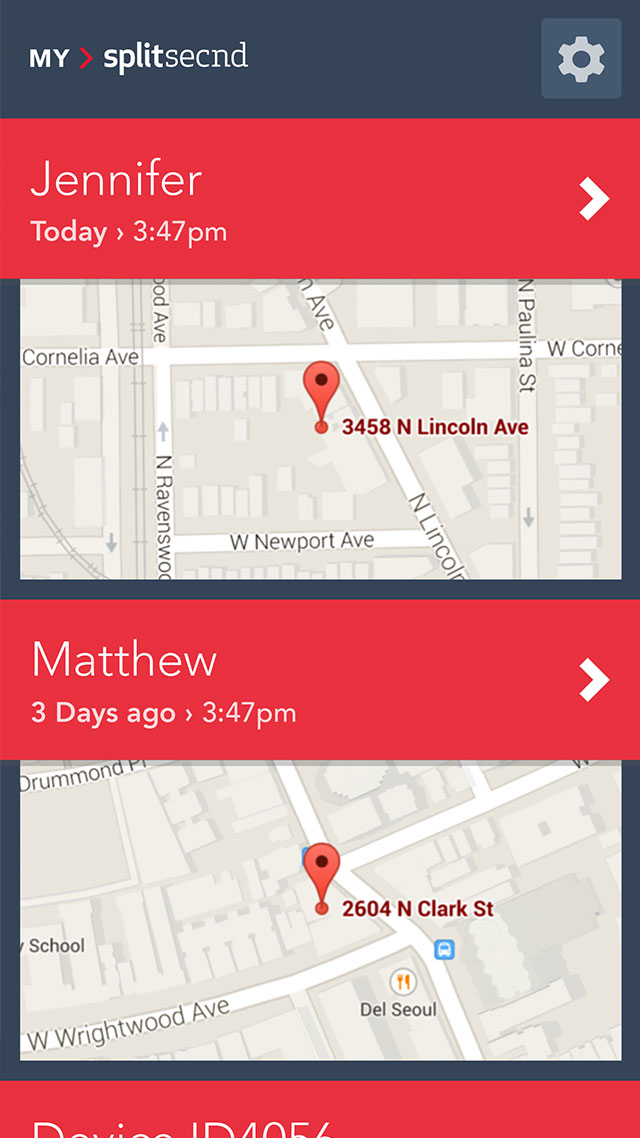 MY > splitsecnd
Jennifer
Today › 3:47pm
ood Ave
n Ave
N Paulina St
Cornelia Ave
W Corne
3458 N Lincoln Ave
N Ravenswoo
N Lincoln
W Newport Ave
Matthew
3 Days ago › 3:47pm
Drummond Pl
W
2604 N Clark St
y School
Del Seoul
W Wrightwood Ave
Device ID4056